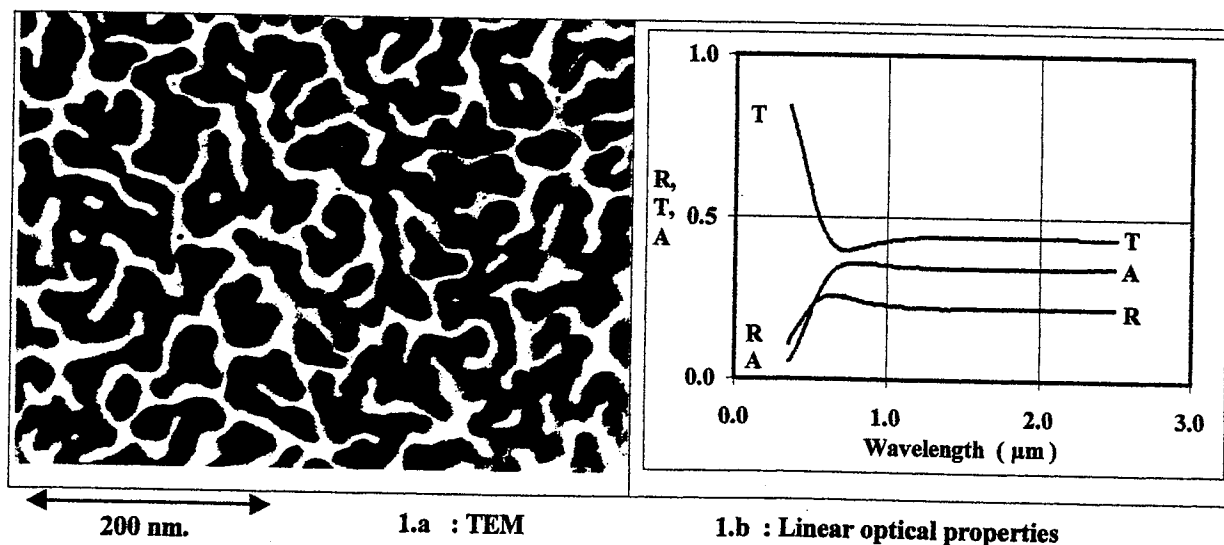 1.0
T
R,
T,
A
0.5
T
A
R
R
A
0.0
0.0
1.0
2.0
3.0
Wavelength ( µm )
200 nm.
1.a : TEM
1.b : Linear optical properties